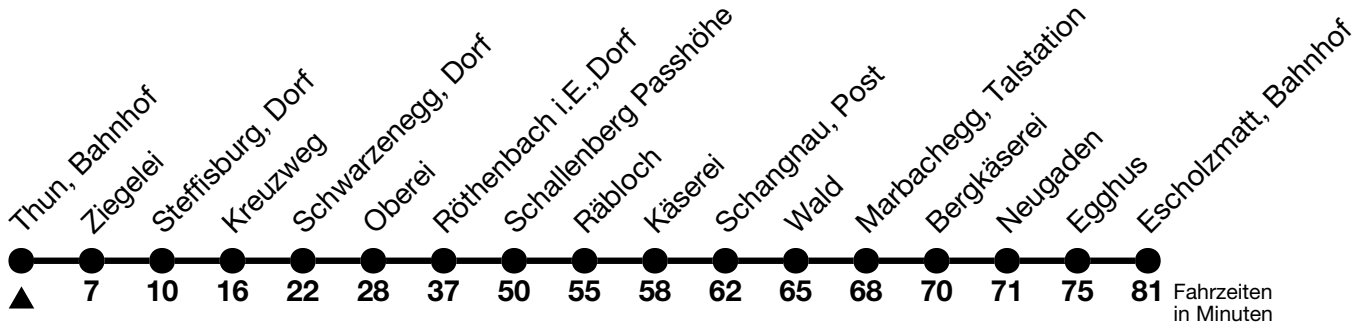 Thun, Bahnhof
Ziegelei
Steffisburg, Dorf
Kreuzweg
Schwarzenegg, Dorf
Oberei
Röthenbach i.E., Dorf
Schallenberg Passhöhe
Räbloch
Käserei
Schangnau, Post
Wald
Marbachegg, Talstation
Bergkäserei
Neugaden
Egghus
Escholzmatt, Bahnhof
7 10 16 22 28 37 50 55 58 62 65 68 70 71 75 81
Fahrzeiten
in Minuten